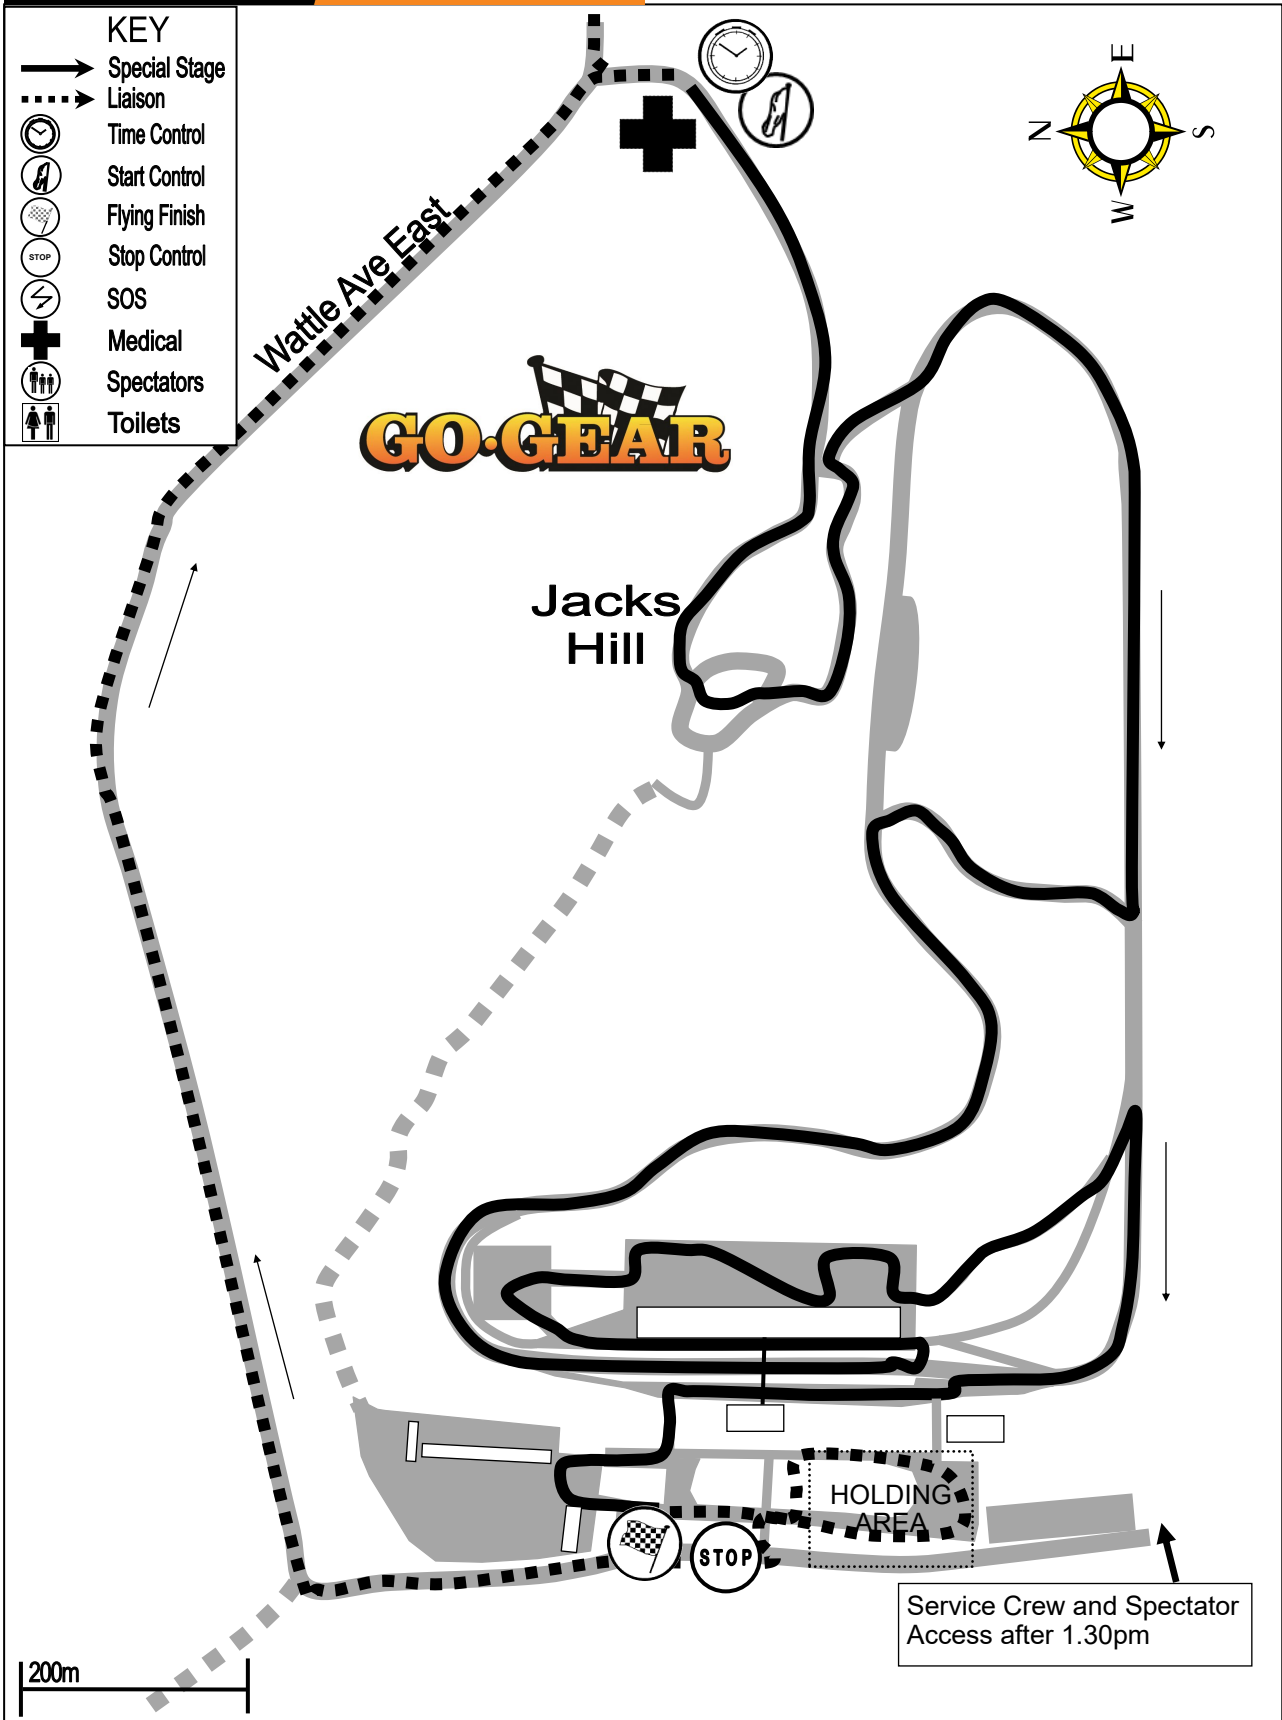 KEY
Special Stage
Liaison
Time Control
Start Control
Flying Finish
STOP
Stop Control
SOS
Medical
Spectators
Toilets
E
N
S
W
Wattle Ave East
GO·GEAR
Jacks
Hill
HOLDING
AREA
STOP
Service Crew and Spectator
Access after 1.30pm
200m